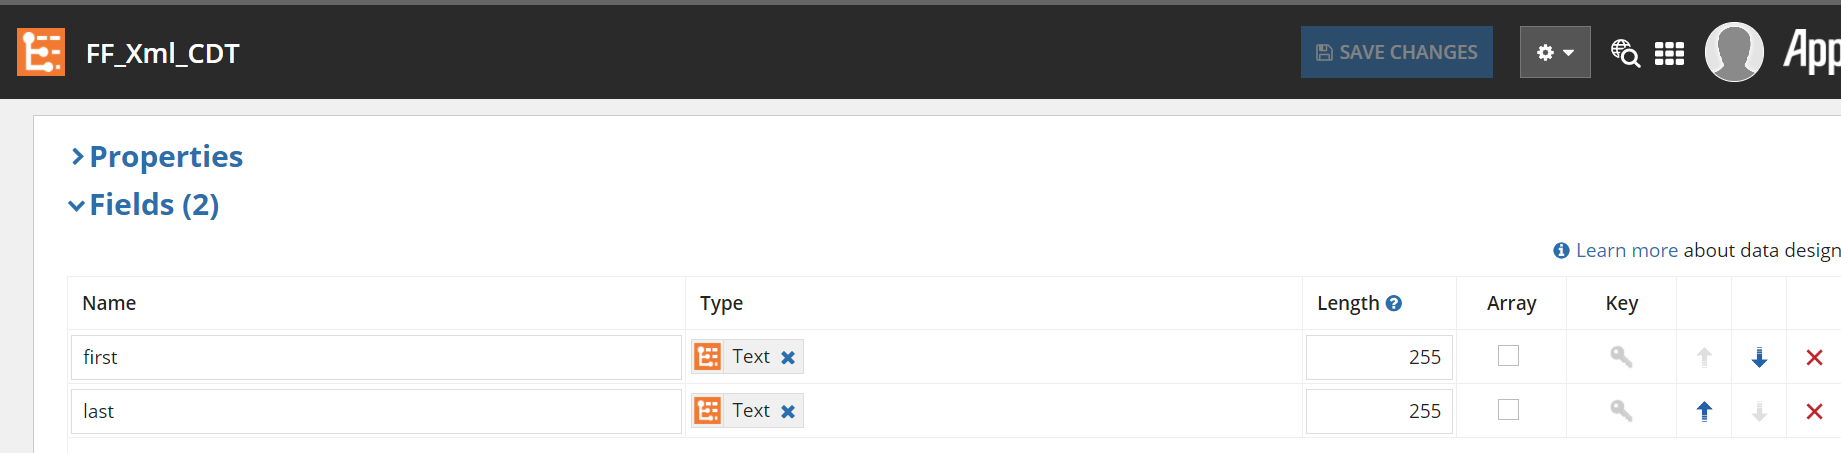 FF_Xml_CDT
SAVE CHANGES
App
Properties
Fields (2)
Learn more about data design
Name Type Length Array Key
first Text 255
last Text 255